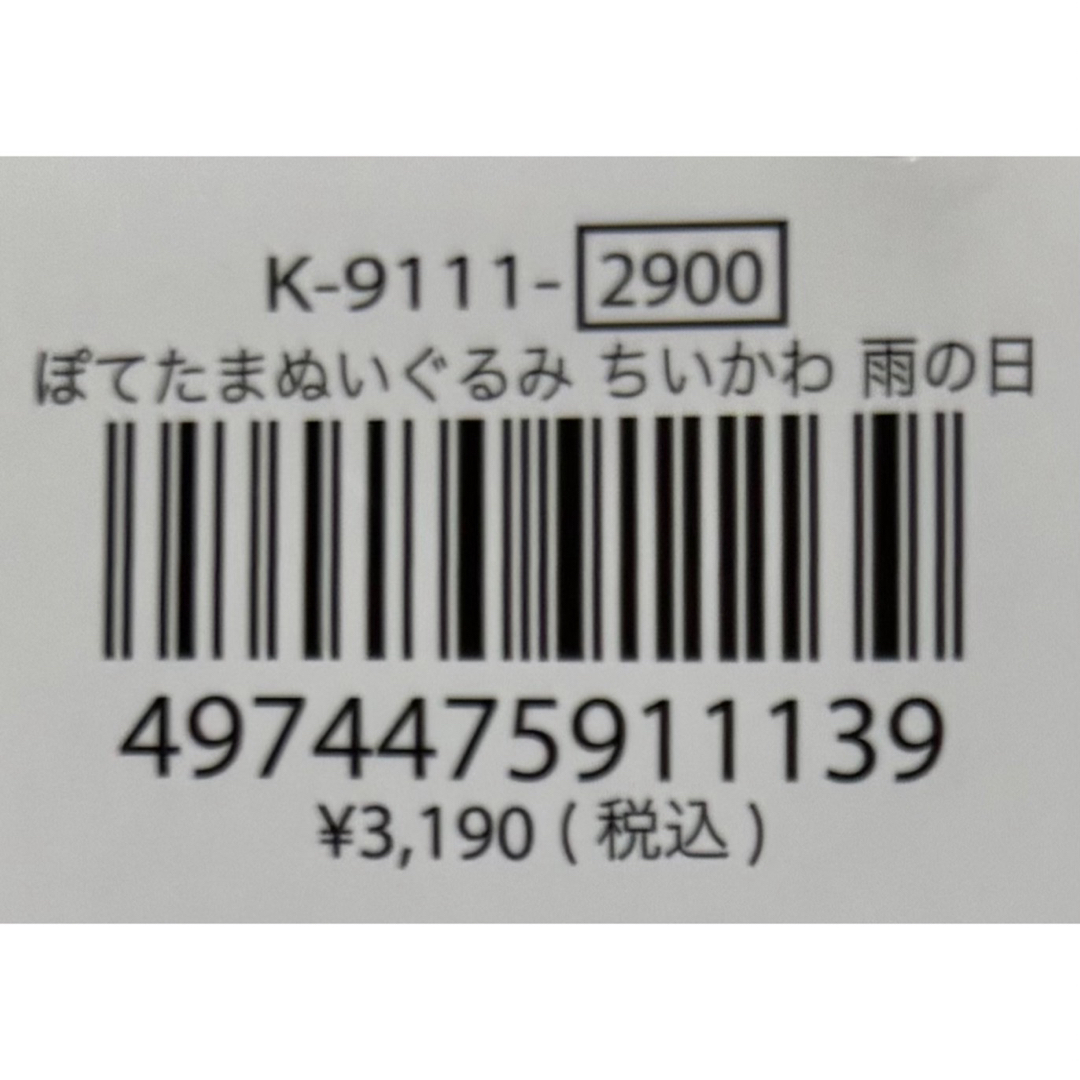 K-9111-2900
ぽてたまぬいぐるみ ちいかわ 雨の日
4974475911139
¥3,190 ( 税込 )